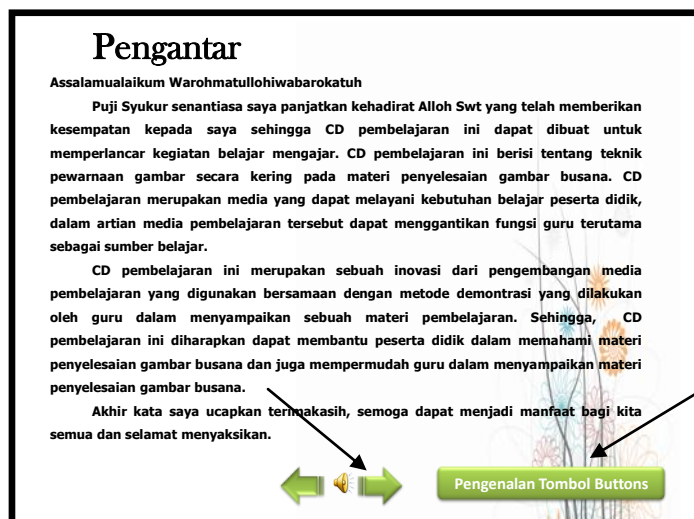 Pengantar
Assalamualaikum Warohmatullohiwabarokatuh
Puji Syukur senantiasa saya panjatkan kehadirat Alloh Swt yang telah memberikan
kesempatan kepada saya sehingga CD pembelajaran ini dapat dibuat untuk
memperlancar kegiatan belajar mengajar. CD pembelajaran ini berisi tentang teknik
pewarnaan gambar secara kering pada materi penyelesaian gambar busana. CD
pembelajaran merupakan media yang dapat melayani kebutuhan belajar peserta didik,
dalam artian media pembelajaran tersebut dapat menggantikan fungsi guru terutama
sebagai sumber belajar.
CD pembelajaran ini merupakan sebuah inovasi dari pengembangan media
pembelajaran yang digunakan bersamaan dengan metode demontrasi yang dilakukan
oleh guru dalam menyampaikan sebuah materi pembelajaran. Sehingga, CD
pembelajaran ini diharapkan dapat membantu peserta didik dalam memahami materi
penyelesaian gambar busana dan juga mempermudah guru dalam menyampaikan materi
penyelesaian gambar busana.
Akhir kata saya ucapkan terimakasih, semoga dapat menjadi manfaat bagi kita
semua dan selamat menyaksikan.
Pengenalan Tombol Buttons